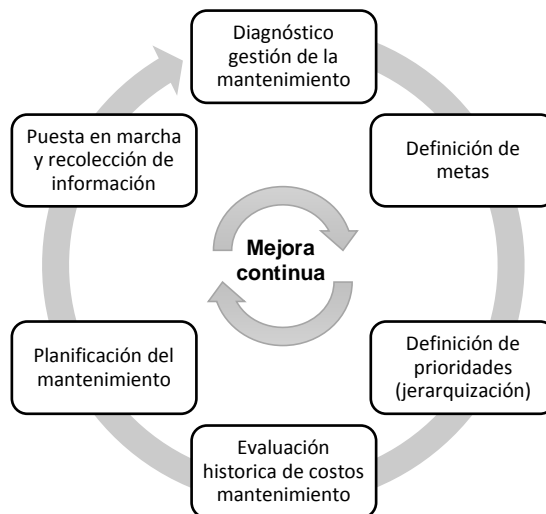 Diagnóstico
gestión de la
mantenimiento
Definición de
metas
Definición de
prioridades
(jerarquización)
Evaluación
historica de costos
mantenimiento
Planificación del
mantenimiento
Puesta en marcha
y recolección de
información
Mejora
continua